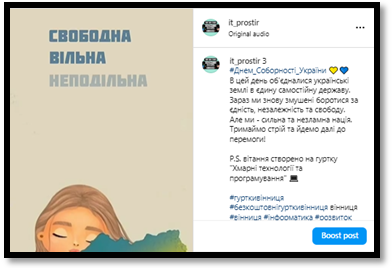 СВОБОДНА
ВІЛЬНА
НЕПОДІЛЬНА
it_prostir
Original audio
it_prostir 3
#Днем_Соборності_України 💛💙
В цей день об'єдналися українські
землі в єдину самостійну державу.
Зараз ми знову змушені боротися за
єдність, незалежність та свободу.
Але ми - сильна та незламна нація.
Тримаймо стрій та йдемо далі до
перемоги!
P.S. вітання створено на гуртку
"Хмарні технології та
програмування" 💻
#гурткивінниця
#безкоштовнігурткивінниця вінниця
#вінниця #інформатика #розвиток
Boost post